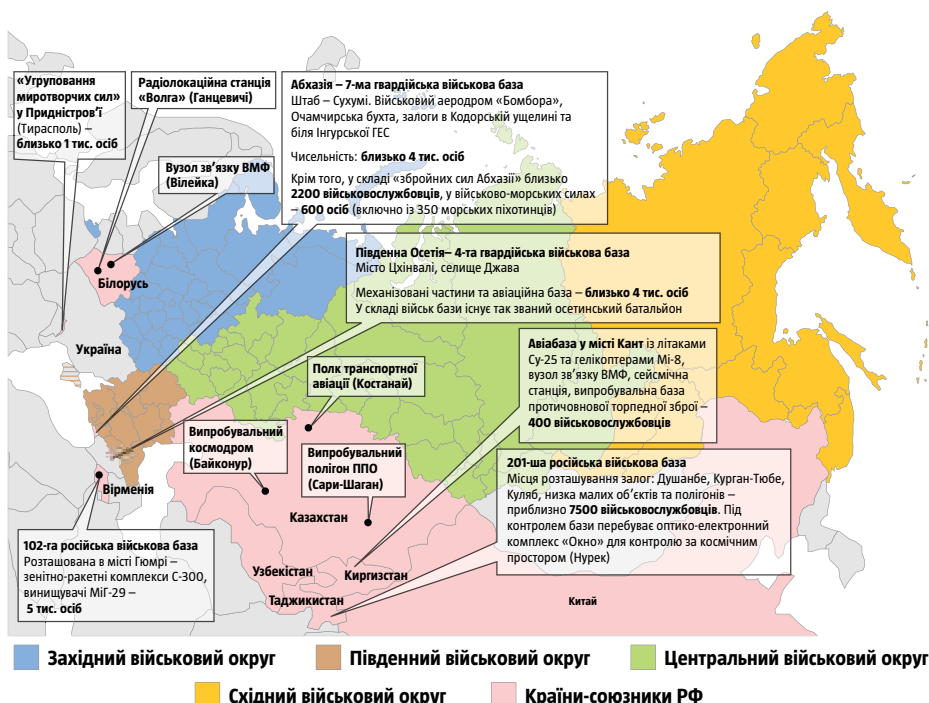 «Угруповання
миротворчих сил»
у Придністров’ї
(Тирасполь) –
близько 1 тис. осіб
Радіолокаційна станція
«Волга» (Ганцевичі)
Вузол зв’язку ВМФ
(Вілейка)
Абхазія – 7-ма гвардійська військова база
Штаб – Сухумі. Військовий аеродром «Бомбора»,
Очамчирська бухта, залоги в Кодорській ущелині та
біля Інгурської ГЕС
Чисельність: близько 4 тис. осіб
Крім того, у складі «збройних сил Абхазії» близько
2200 військовослужбовців, у військово-морських силах
– 600 осіб (включно із 350 морських піхотинців)
Південна Осетія– 4-та гвардійська військова база
Місто Цхінвалі, селище Джава
Механізовані частини та авіаційна база – близько 4 тис. осіб
У складі військ бази існує так званий осетинський батальйон
Білорусь
Україна
Авіабаза у місті Кант із літаками
Су-25 та гелікоптерами Мі-8,
вузол зв’язку ВМФ, сейсмічна
станція, випробувальна база
протичовнової торпедної зброї –
400 військовослужбовців
Полк транспортної
авіації (Костанай)
Випробувальний
космодром
(Байконур)
Випробувальний
полігон ППО
(Сари-Шаган)
201-ша російська військова база
Місця розташування залог: Душанбе, Курган-Тюбе,
Куляб, низка малих об’єктів та полігонів –
приблизно 7500 військовослужбовців. Під
контролем бази перебуває оптико-електронний
комплекс «Окно» для контролю за космічним
простором (Нурек)
Вірменія
Казахстан
102-га російська військова база
Розташована в місті Гюмрі –
зенітно-ракетні комплекси С-300,
винищувачі МіГ-29 –
5 тис. осіб
Узбекістан
Киргизстан
Таджикистан
Китай
Західний військовий округ
Південний військовий округ
Центральний військовий округ
Східний військовий округ
Країни-союзники РФ